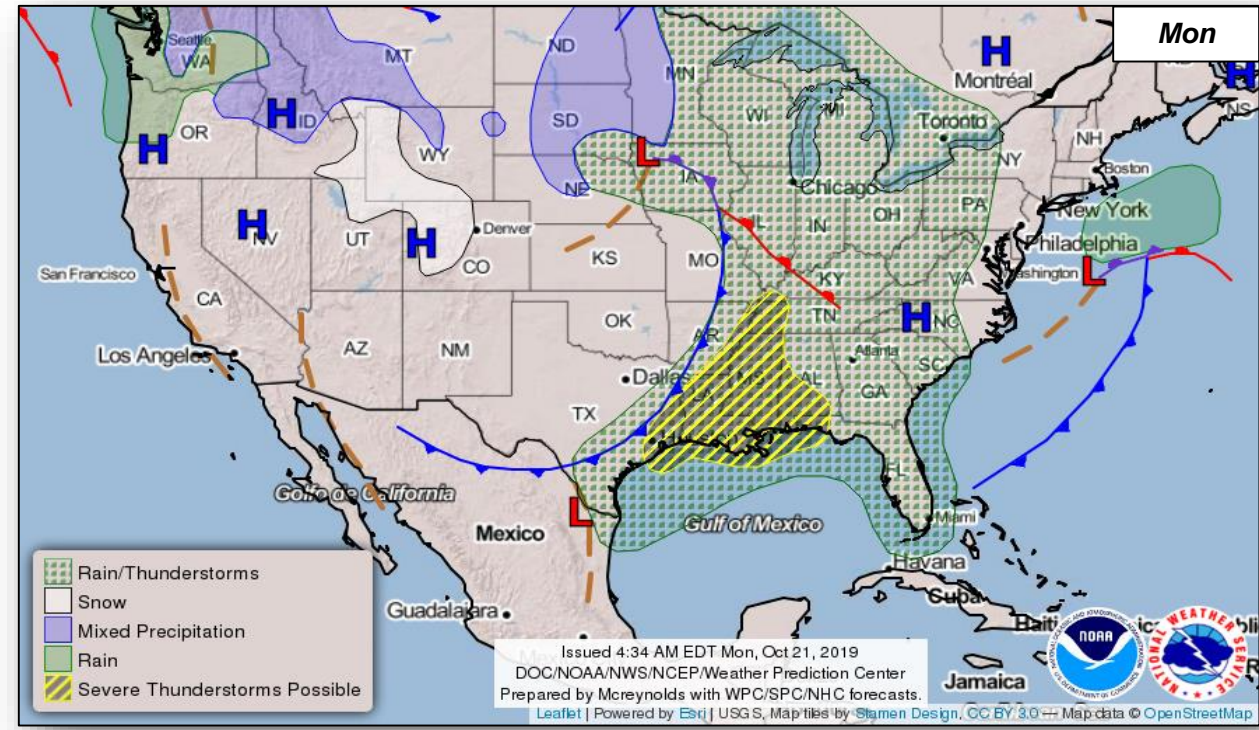 Mon
Seattle
WA
MT
ND
MN
Montréal
H
H
NS
OR
H
H
ID
SD
WI
MI
Toronto
NH
WY
L
NY
Boston
NE
IA
Chicago
PA
New York
H
NV
UT
H
Denver
CO
KS
MO
IL
IN
OH
Philadelphia
San Francisco
CA
KY
VA
Washington
L
OK
TN
H
NC
Los Angeles
AZ
NM
AR
Atlanta
SC
Dallas
LA
MS
AL
GA
TX
Golfo de California
FL
Mexico
L
Gulf of Mexico
Miami
Havana
Cuba
Guadalajara
Jamaica
Rain/Thunderstorms
Snow
Mixed Precipitation
Rain
Severe Thunderstorms Possible
Issued 4:34 AM EDT Mon, Oct 21, 2019
DOC/NOAA/NWS/NCEP/Weather Prediction Center
Prepared by Mcreynolds with WPC/SPC/NHC forecasts.
Leaflet | Powered by Esri | USGS, Map tiles by Stamen Design, CC BY 3.0 — Map data © OpenStreetMap
NOAA
NATIONAL WEATHER SERVICE